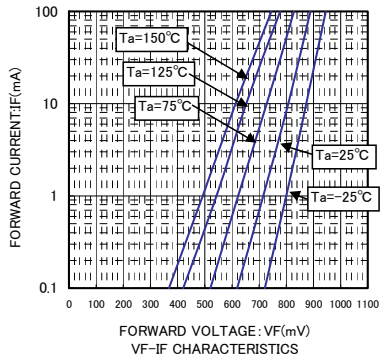 100
Ta=150°C
Ta=125°C
10
Ta=75°C
Ta=25°C
1
Ta=-25°C
0.1
0 100 200 300 400 500 600 700 800 900 1000 1100
FORWARD CURRENT:IF(mA)
FORWARD VOLTAGE:VF(mV)
VF-IF CHARACTERISTICS